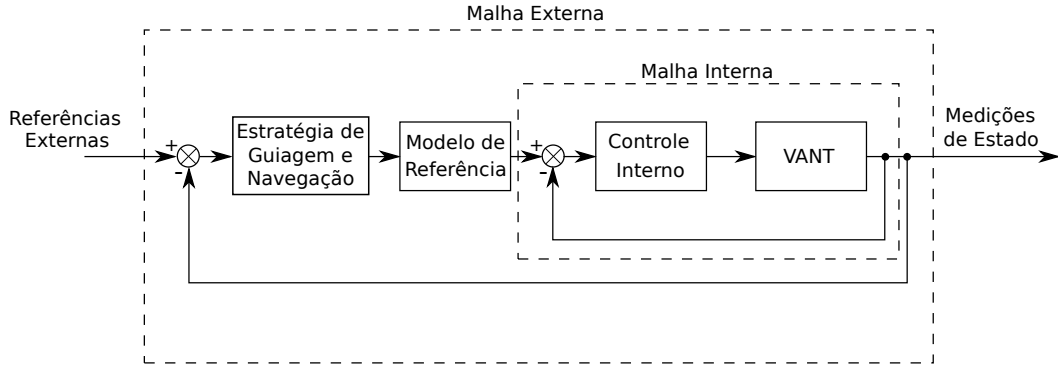 Malha Externa
Malha Interna
Referências
Externas
+
-
Estratégia de
Guiagem e
Navegação
Modelo de
Referência
+
-
Controle
Interno
VANT
Medições
de Estado